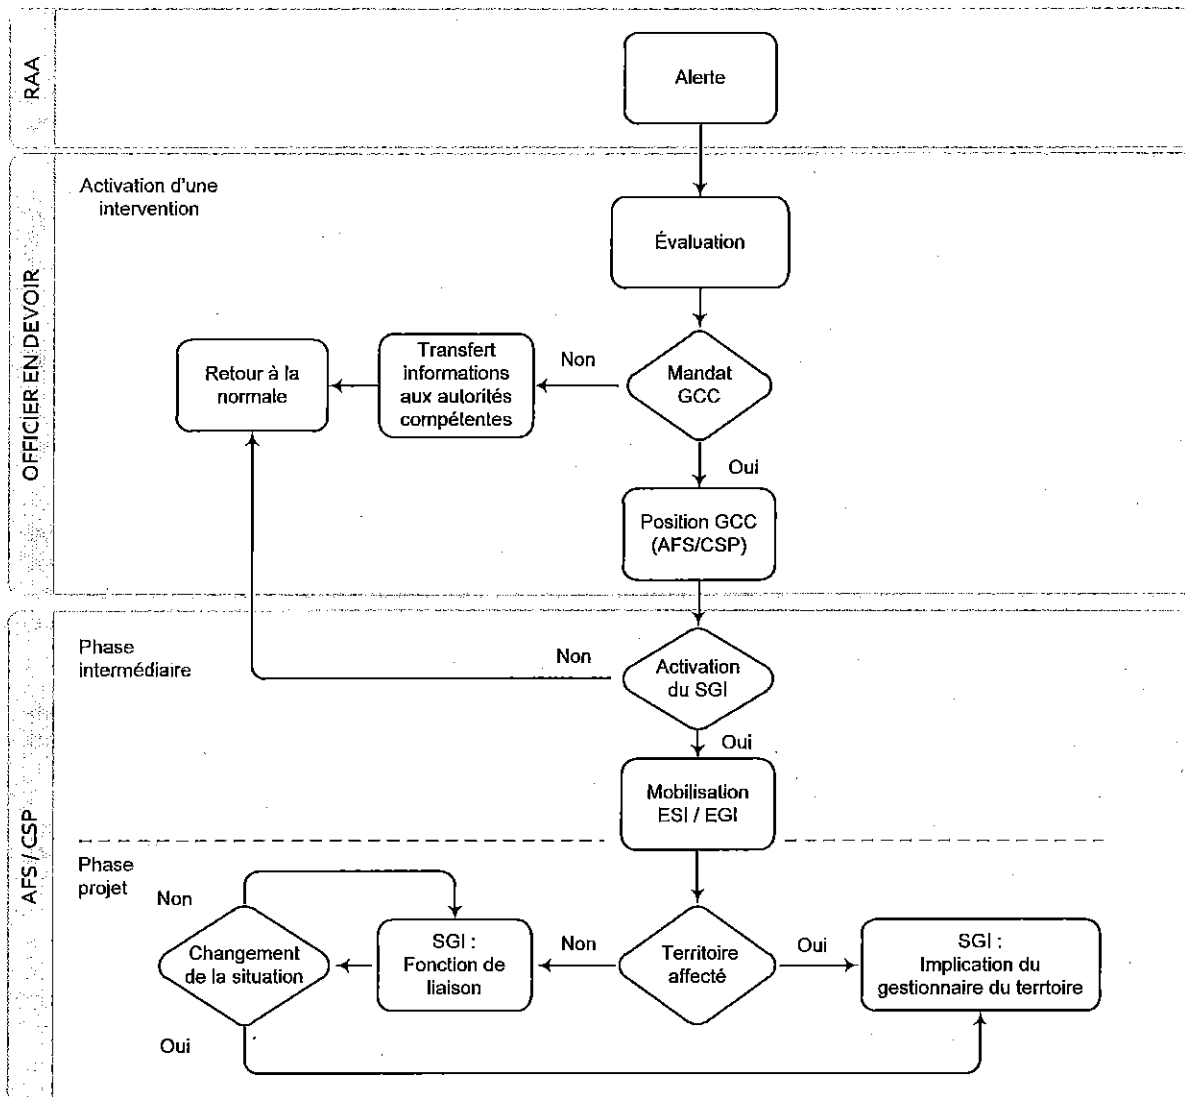 RAA
Alerte
OFFICIER EN DEVOIR
Activation d'une
intervention
Évaluation
Mandat
GCC
Non
Transfert
informations
aux autorités
compétentes
Retour à la
normale
Oui
Position GCC
(AFS/CSP)
AFS / CSP
Phase
intermédiaire
Activation
du SGI
Non
Oui
Mobilisation
ESI / EGI
Phase
projet
Territoire
affecté
Non
SGI :
Fonction de
liaison
Changement
de la situation
Non
Oui
Oui
SGI :
Implication du
gestionnaire du terrtoire